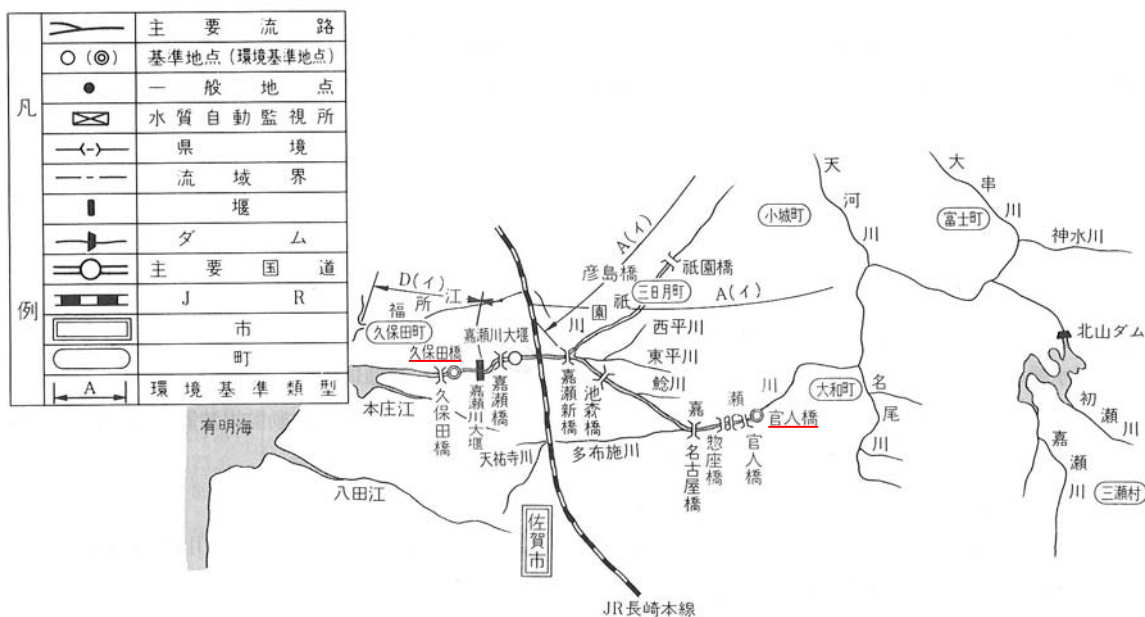 凡例
主要流路
基準地点(環境基準地点)
一般地点
水質自動監視所
県境
流域界
堰
ダム
主要国道
JR
市
町
A
環境基準類型
天河川
大串川
小城町
富士町
神水川
A(イ)
祇園橋
彦島橋
三日月町
A(イ)
D(イ)
福所江
祇園川
久保田町
嘉瀬川大堰
西平川
北山ダム
久保田橋
東平川
鯰川
嘉瀬川
大和町
名尾川
初瀬川
本庄江
久保田橋
嘉瀬川大堰
嘉瀬橋
嘉瀬新橋
池森橋
官人橋
有明海
天祐寺川
多布施川
名古屋橋
惣座橋
官人橋
嘉瀬川
三瀬村
八田江
佐賀市
JR長崎本線